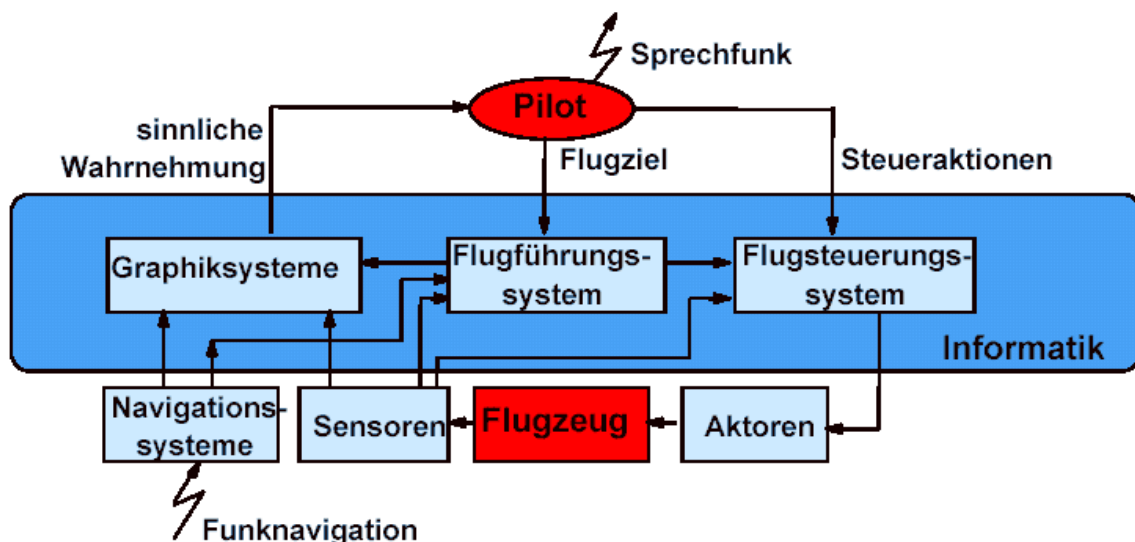 Sprechfunk
Pilot
sinnliche
Wahrnehmung
Flugziel
Steueraktionen
Graphiksysteme
Flugführungs-
system
Flugsteuerungs-
system
Informatik
Navigations-
systeme
Sensoren
Flugzeug
Aktoren
Funknavigation